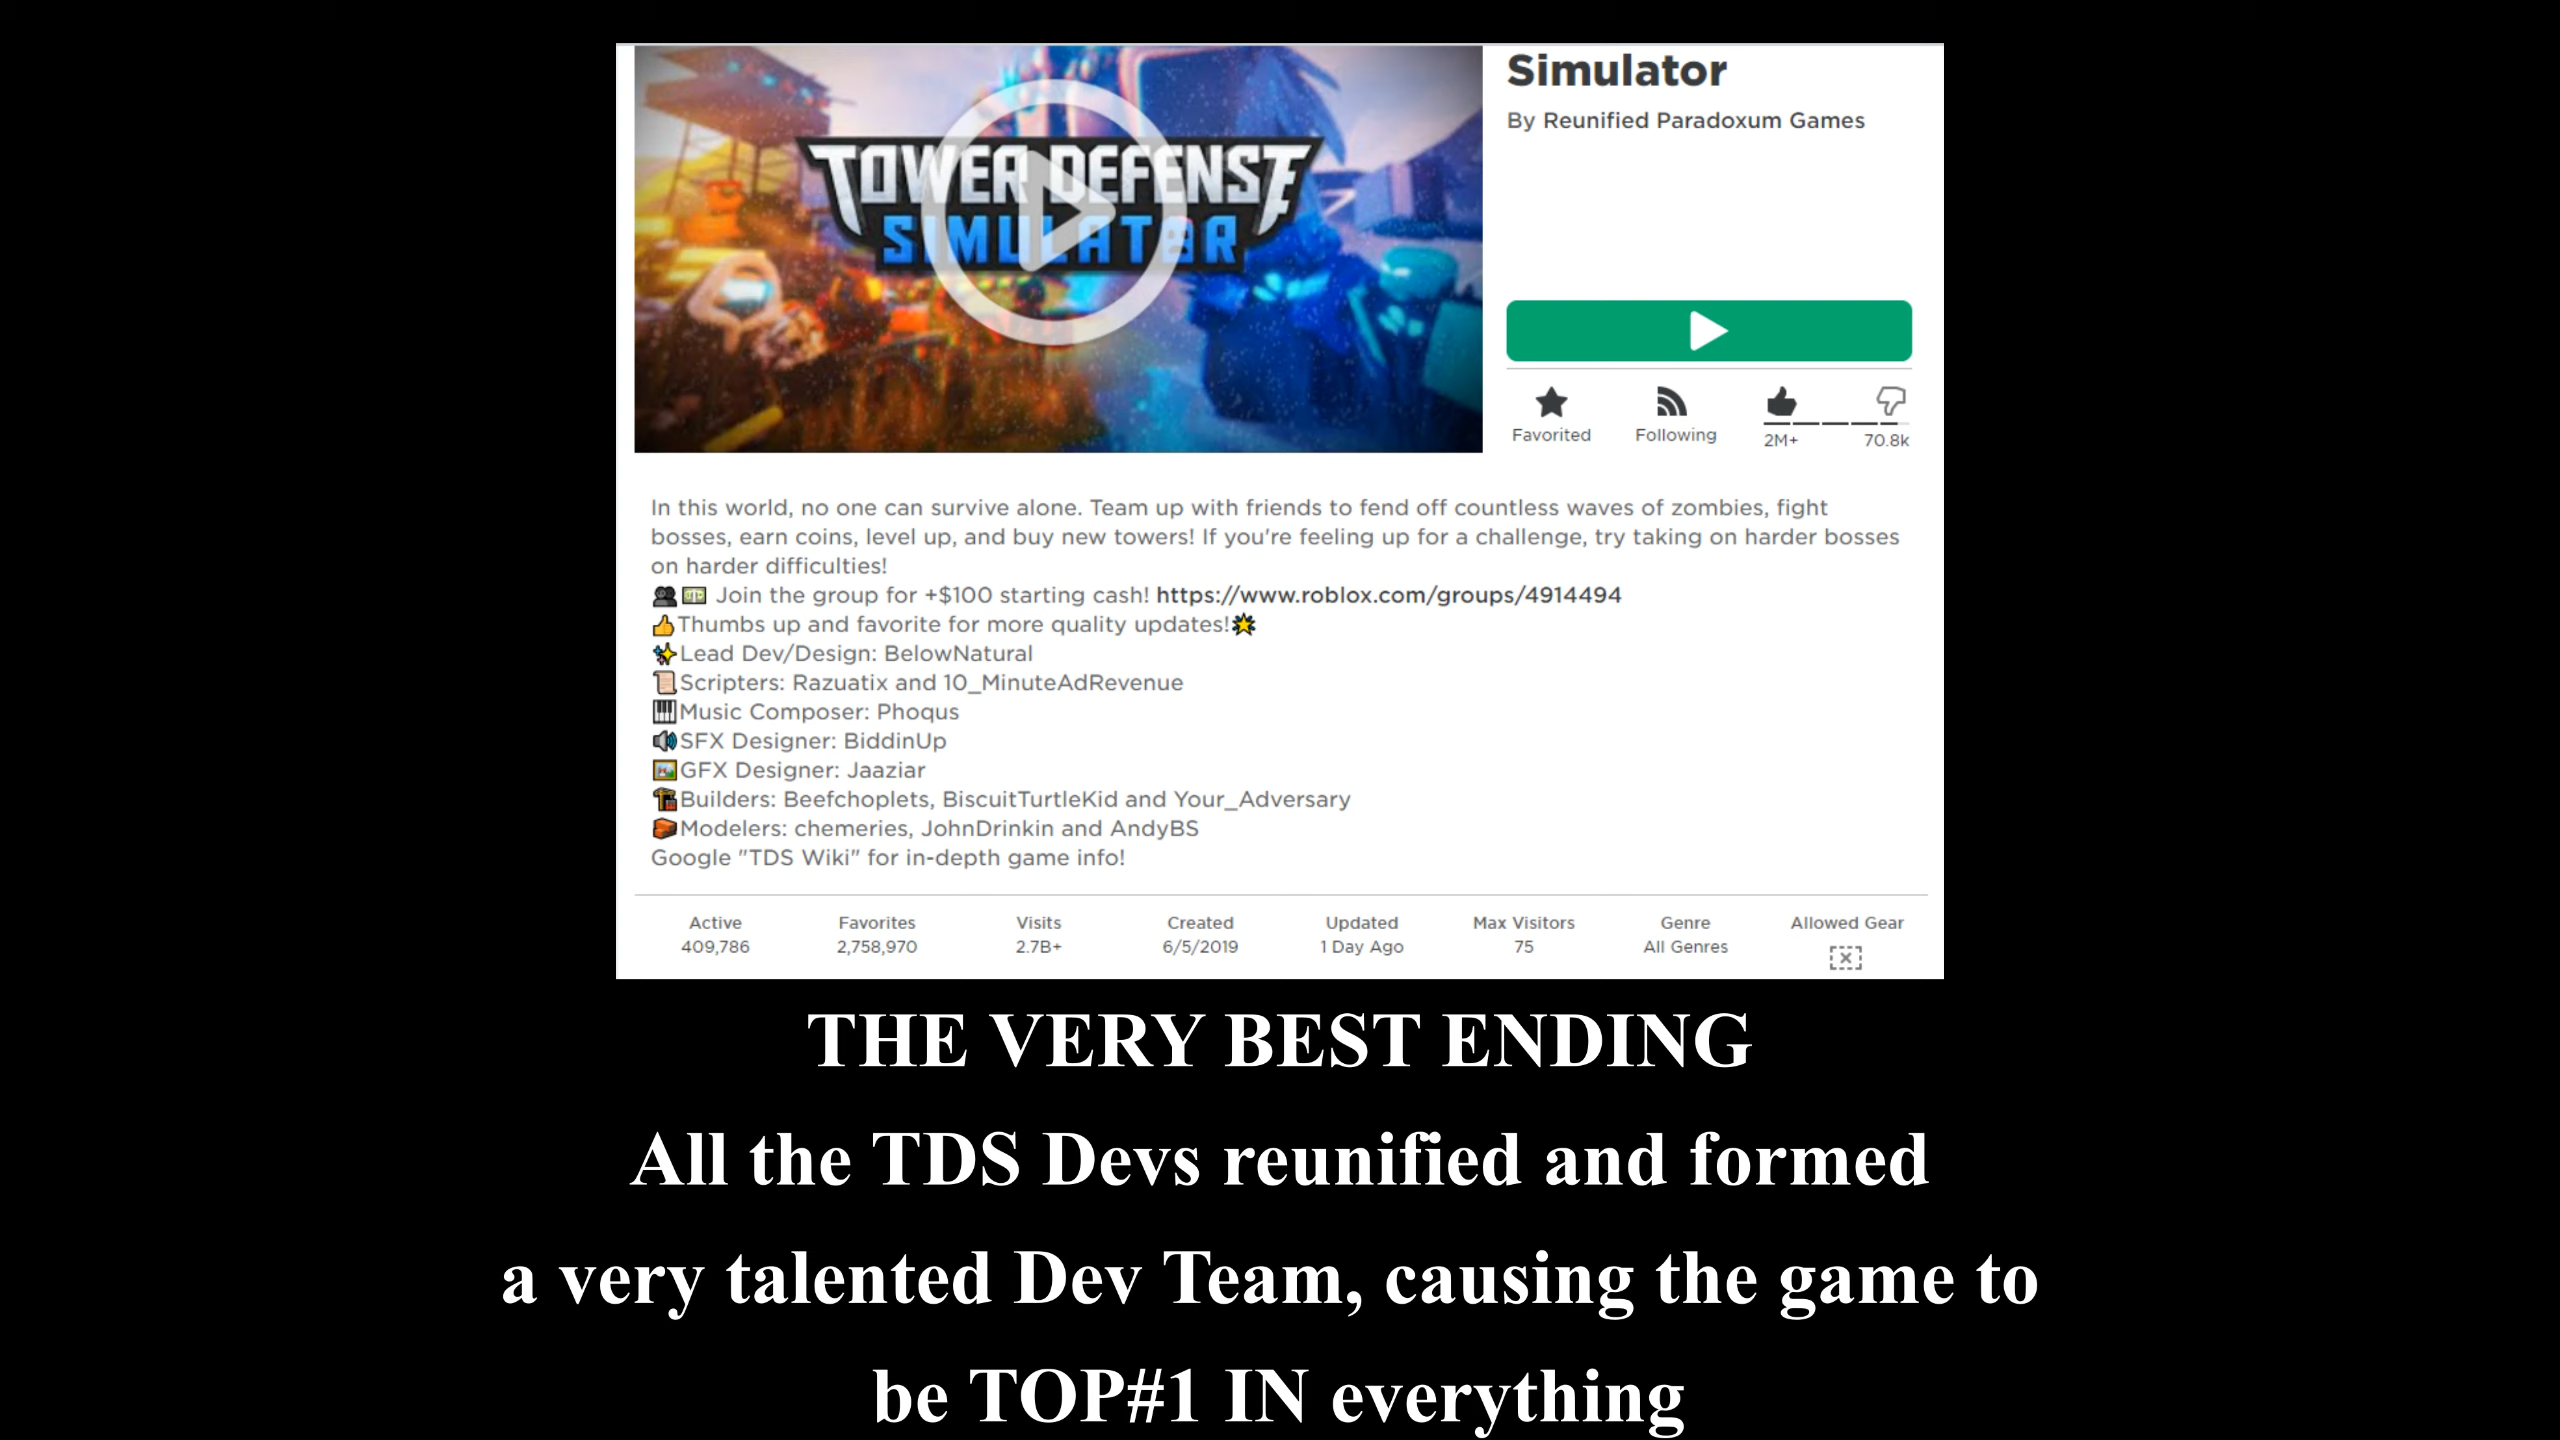 TOWER DEFENSE
SIMULATOR
Simulator
By Reunified Paradoxum Games
Favorited
Following
2M+
70.8k
In this world, no one can survive alone. Team up with friends to fend off countless waves of zombies, fight
bosses, earn coins, level up, and buy new towers! If you're feeling up for a challenge, try taking on harder bosses
on harder difficulties!
👥💵 Join the group for +$100 starting cash! https://www.roblox.com/groups/4914494
👍Thumbs up and favorite for more quality updates!🌟
✨Lead Dev/Design: BelowNatural
📜Scripters: Razuatix and 10_MinuteAdRevenue
🎹Music Composer: Phoqus
🔊SFX Designer: BiddinUp
🖼️GFX Designer: Jaaziar
🏗️Builders: Beefchoplets, BiscuitTurtleKid and Your_Adversary
🧱Modelers: chemeries, JohnDrinkin and AndyBS
Google "TDS Wiki" for in-depth game info!
Active Favorites Visits Created Updated Max Visitors Genre Allowed Gear
409,786 2,758,970 2.7B+ 6/5/2019 1 Day Ago 75 All Genres
THE VERY BEST ENDING
All the TDS Devs reunified and formed
a very talented Dev Team, causing the game to
be TOP#1 IN everything